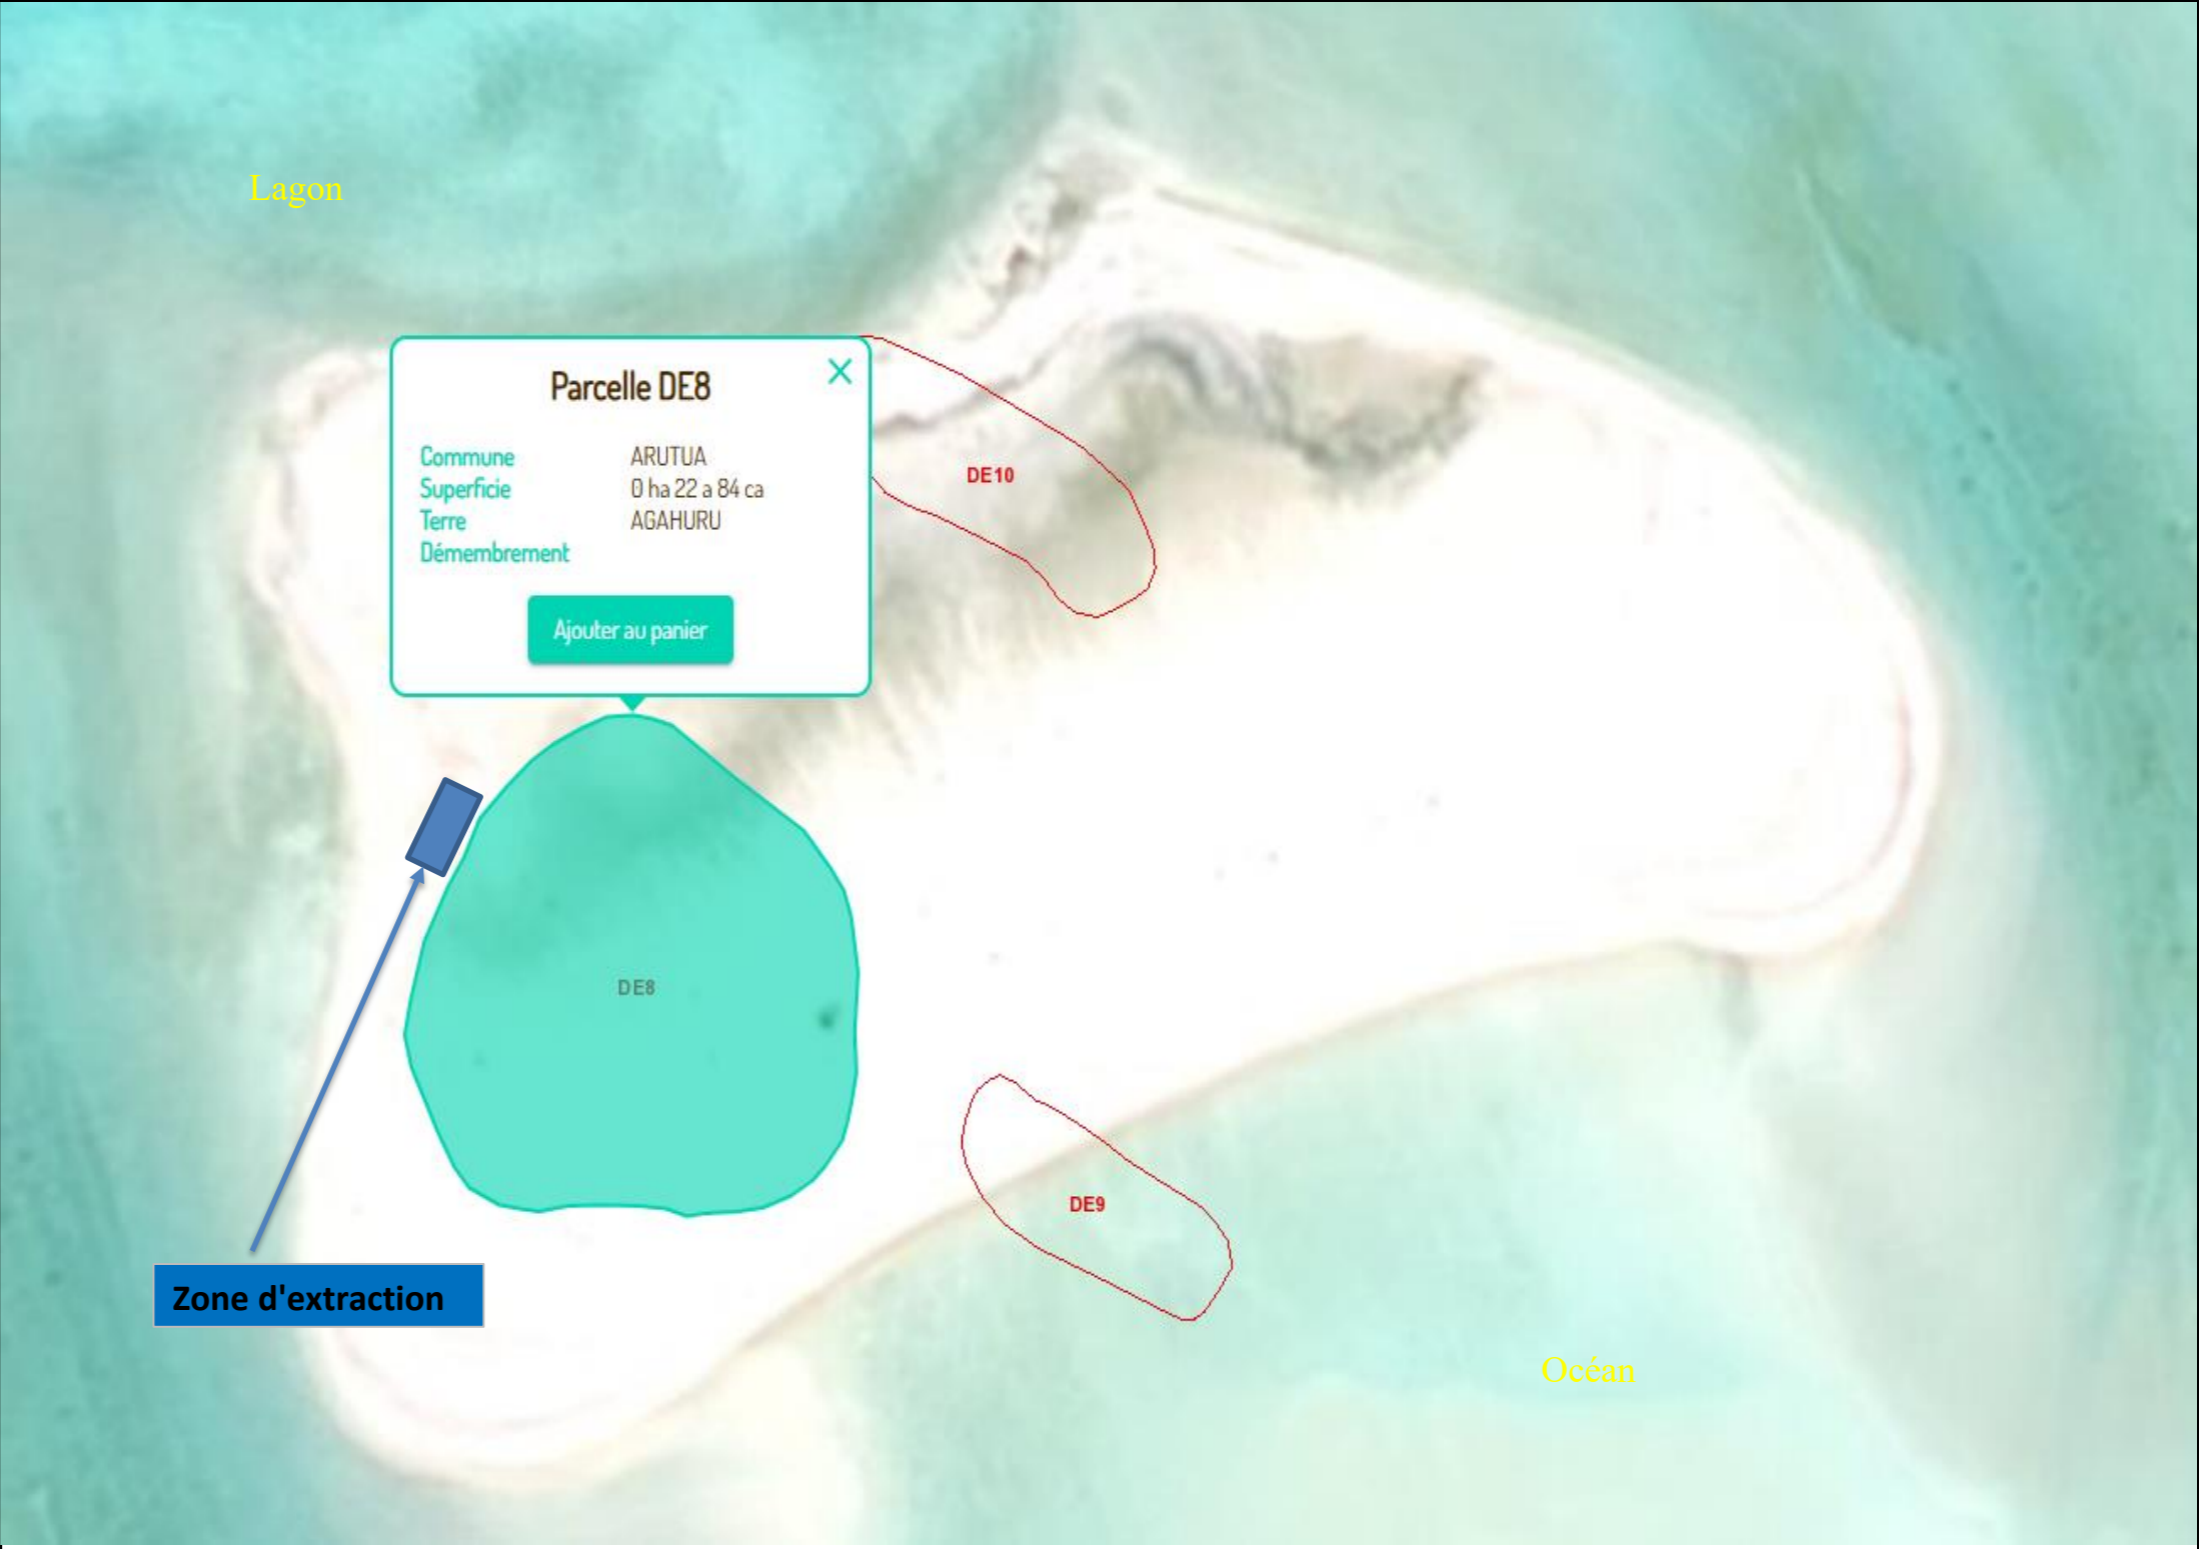 Lagon
Parcelle DE8
Commune ARUTUA
Superficie 0 ha 22 a 84 ca
Terre AGAHURU
Démembrement
Ajouter au panier
DE10
DE8
DE9
Zone d'extraction
Océan